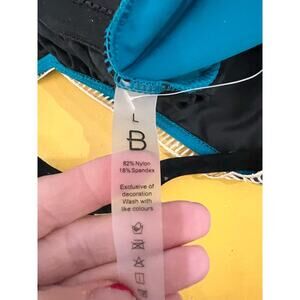 L
B
82% Nylon
18% Spandex
Exclusive of
decoration
Wash with
like colours